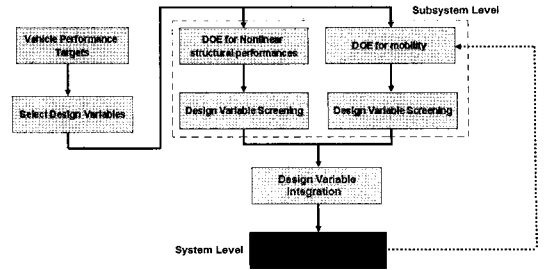 Subsystem Level
Vehicle Performance
Targets
DOE for Nonlinear
structural performances
DOE for mobility
Select Design Variables
Design Variable Screening
Design Variable Screening
Design Variable
Integration
System Level